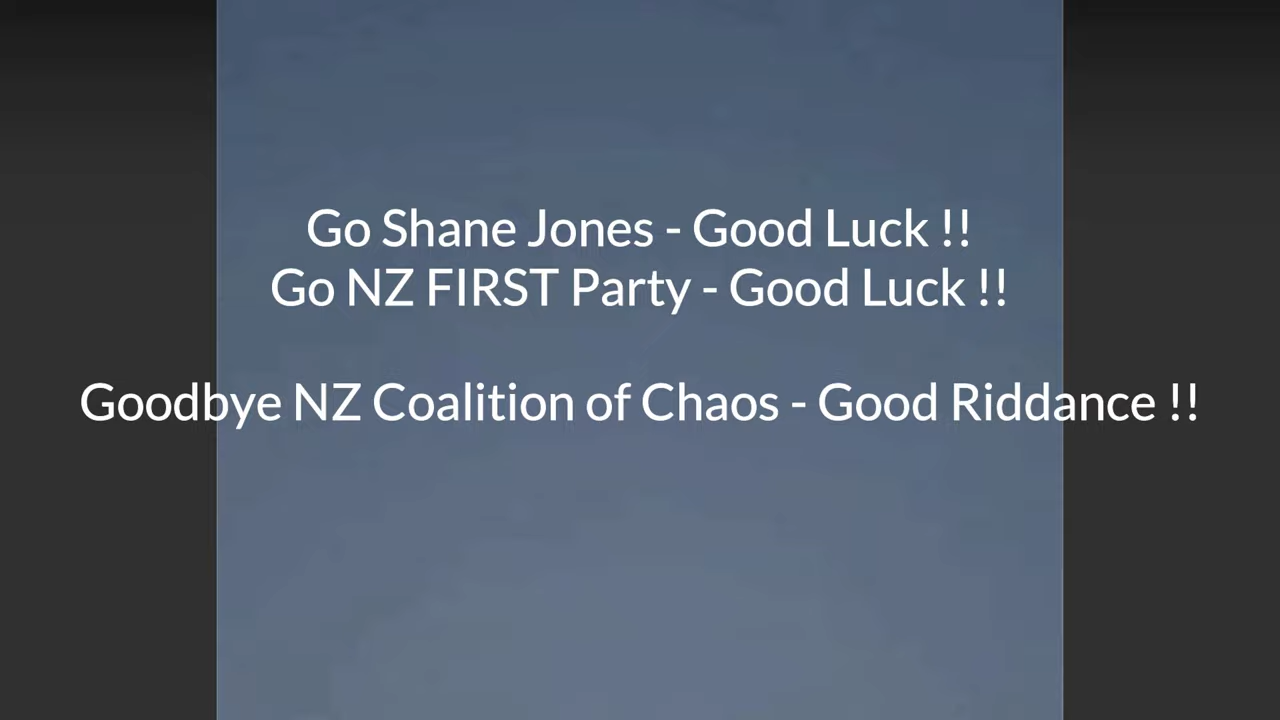 Go Shane Jones - Good Luck !!
Go NZ FIRST Party - Good Luck !!
Goodbye NZ Coalition of Chaos - Good Riddance !!